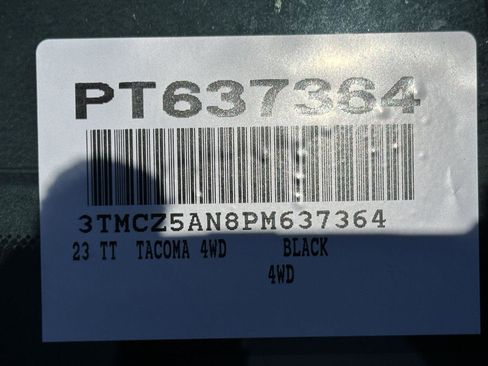 PT637364
3TMCZ5AN8PM637364
23 TT TACOMA 4WD BLACK
4WD